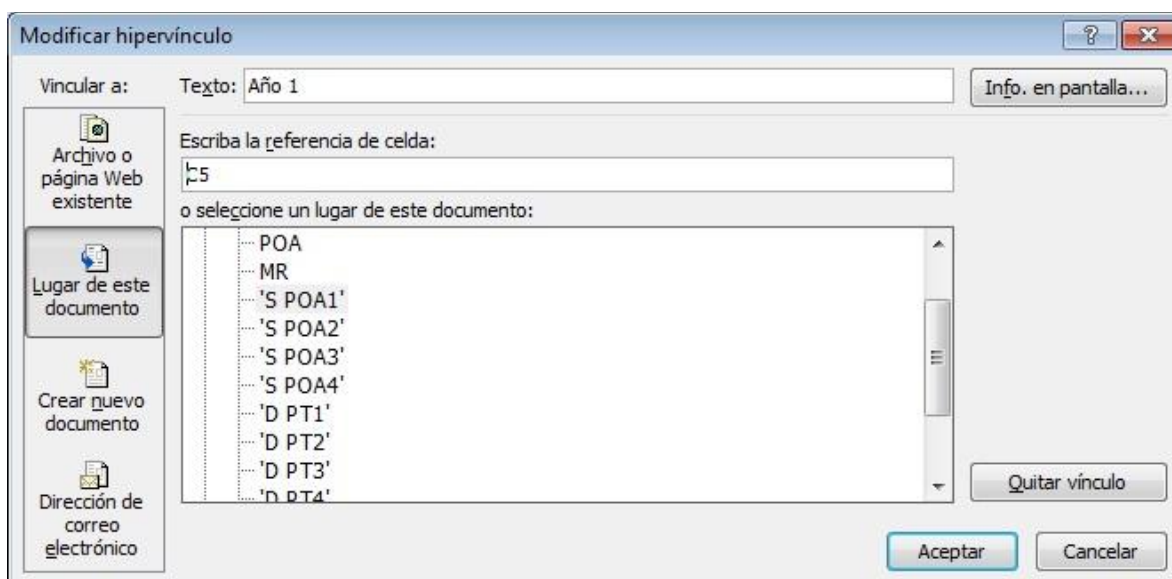 Modificar hipervínculo
Vincular a:
Texto: Año 1
Info. en pantalla...
Archivo o
página Web
existente
Escriba la referencia de celda:
C5
o seleccione un lugar de este documento:
Lugar de este
documento
POA
MR
'S POA1'
'S POA2'
'S POA3'
'S POA4'
'D PT1'
'D PT2'
'D PT3'
'D PT4'
Crear nuevo
documento
Dirección de
correo
electrónico
Quitar vínculo
Aceptar
Cancelar